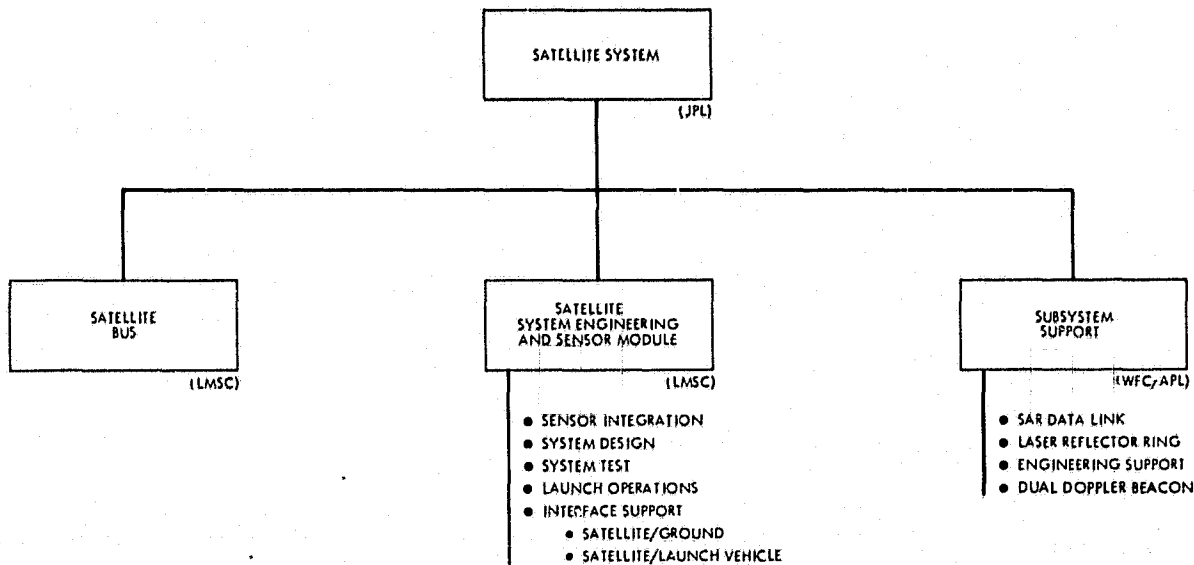 SATELLITE SYSTEM
(JPL)
SATELLITE
BUS
(LMSC)
SATELLITE
SYSTEM ENGINEERING
AND SENSOR MODULE
(LMSC)
● SENSOR INTEGRATION
● SYSTEM DESIGN
● SYSTEM TEST
● LAUNCH OPERATIONS
● INTERFACE SUPPORT
● SATELLITE/GROUND
● SATELLITE/LAUNCH VEHICLE
SUBSYSTEM
SUPPORT
(WFC/APL)
● SAR DATA LINK
● LASER REFLECTOR RING
● ENGINEERING SUPPORT
● DUAL DOPPLER BEACON